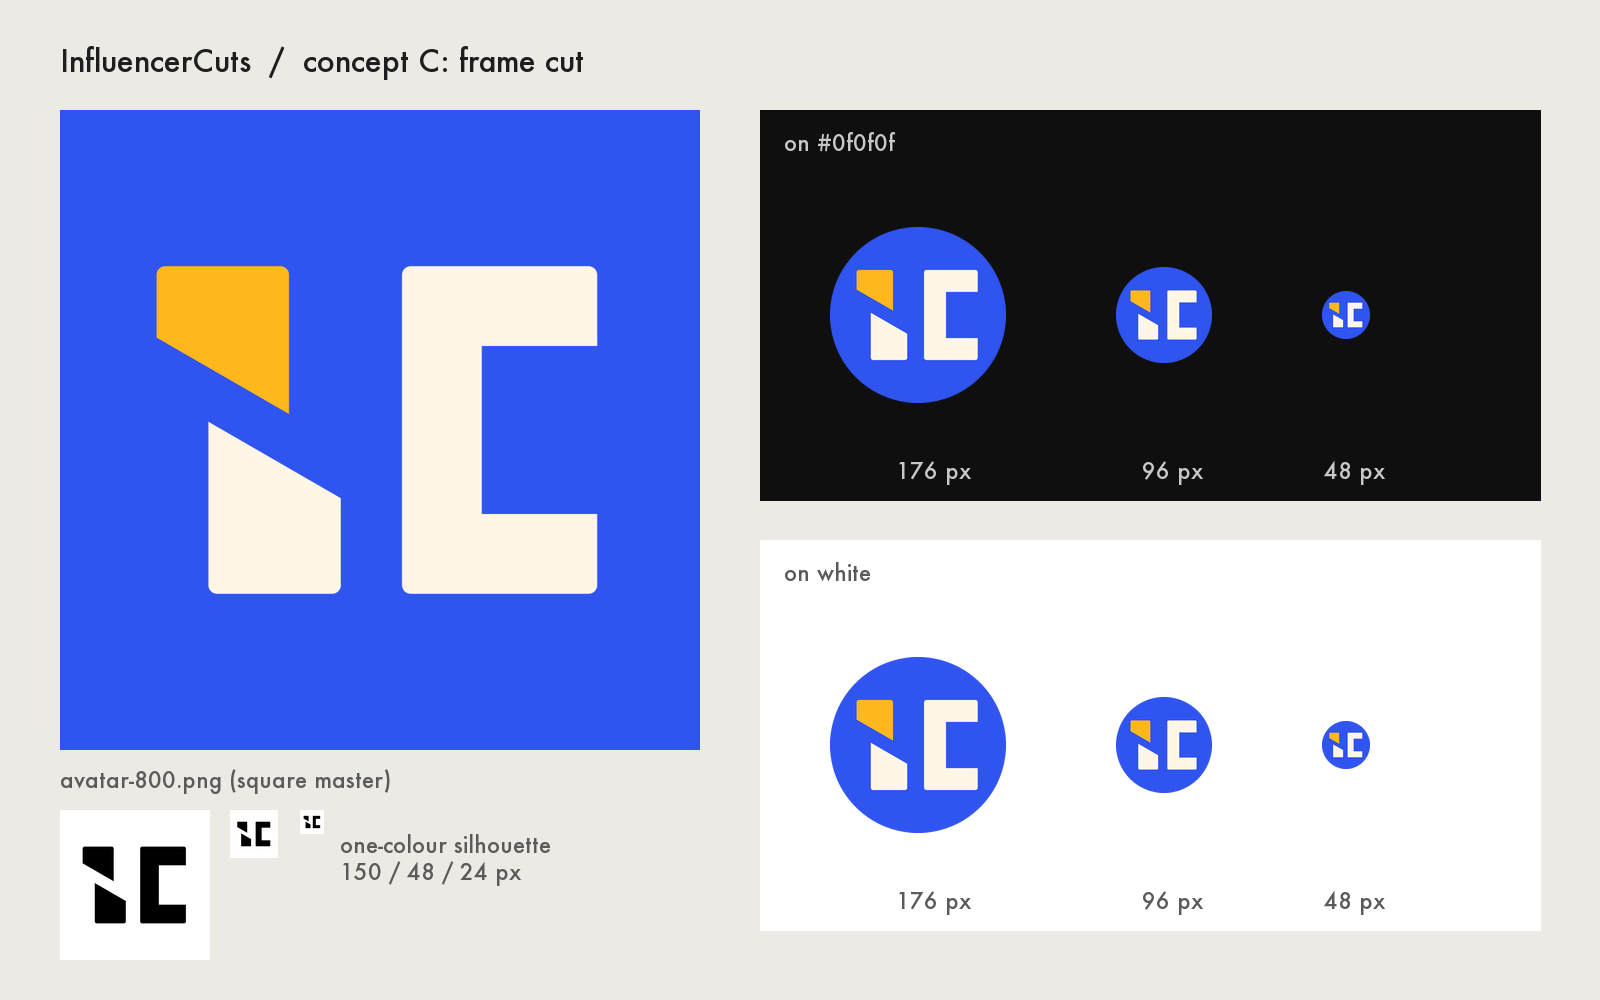 InfluencerCuts / concept C: frame cut
avatar-800.png (square master)
one-colour silhouette
150 / 48 / 24 px
on #0f0f0f
176 px
96 px
48 px
on white
176 px
96 px
48 px